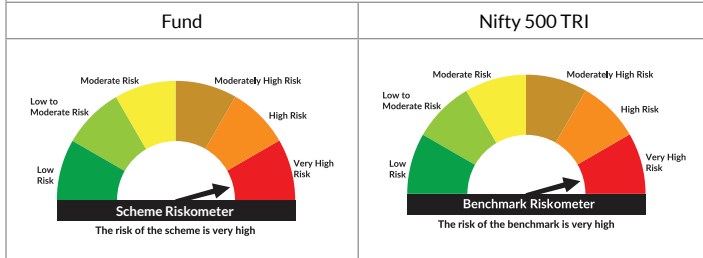 Fund
Moderate Risk
Moderately High Risk
Low to
Moderate Risk
High Risk
Low
Risk
Very High
Risk
Scheme Riskometer
The risk of the scheme is very high
Nifty 500 TRI
Moderate Risk
Moderately High Risk
Low to
Moderate Risk
High Risk
Low
Risk
Very High
Risk
Benchmark Riskometer
The risk of the benchmark is very high